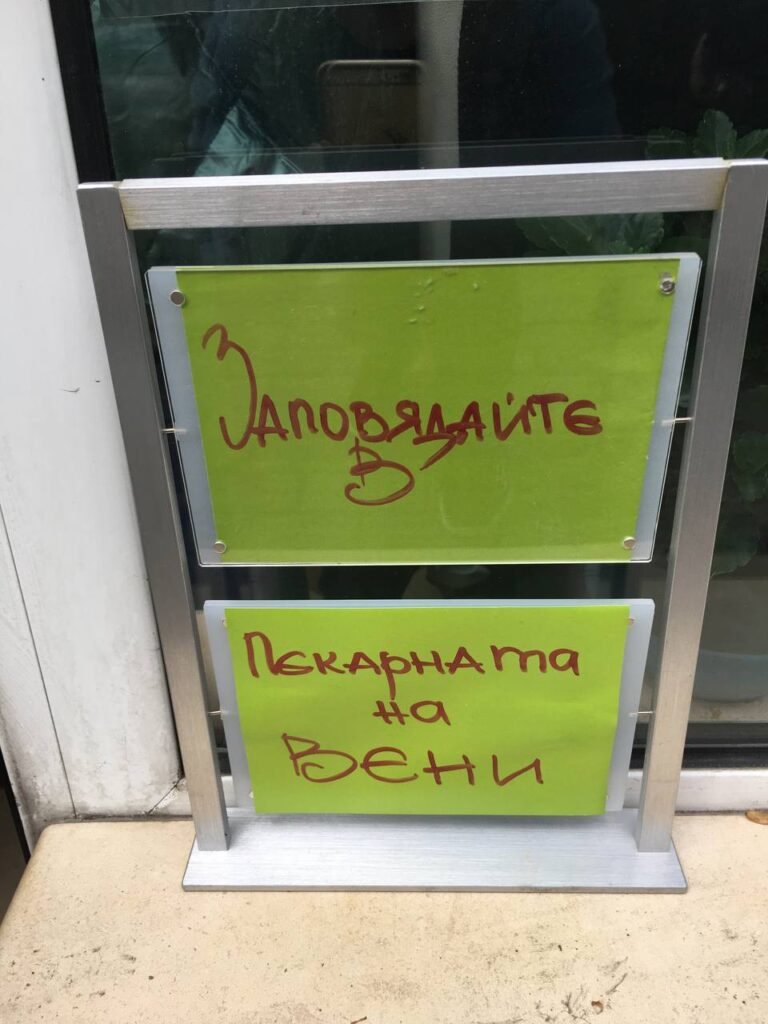 Заповядайте
в
Пекарната
на
Вени